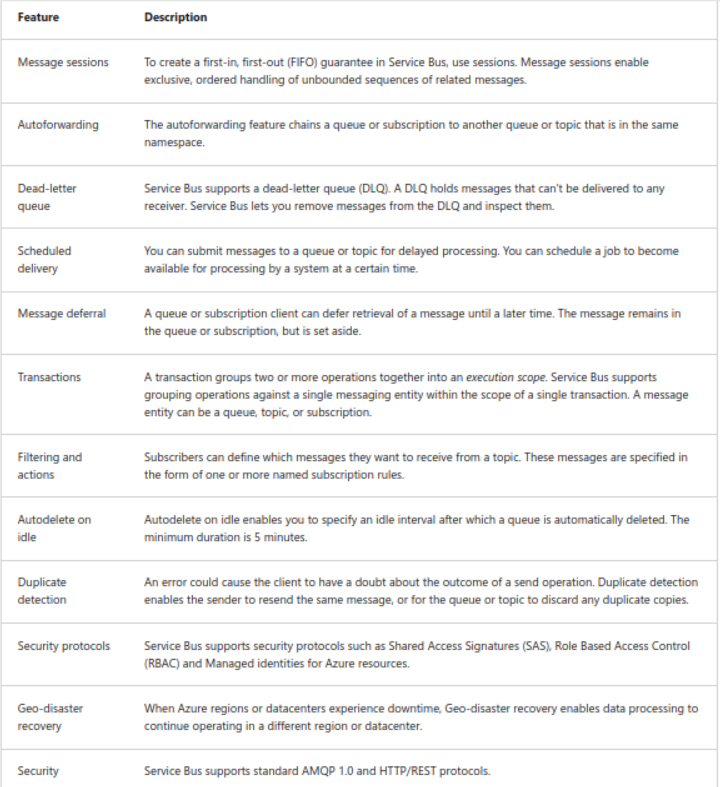 Feature Description
Message sessions To create a first-in, first-out (FIFO) guarantee in Service Bus, use sessions. Message sessions enable
exclusive, ordered handling of unbounded sequences of related messages.
Autoforwarding The autoforwarding feature chains a queue or subscription to another queue or topic that is in the same
namespace.
Dead-letter Service Bus supports a dead-letter queue (DLQ). A DLQ holds messages that can't be delivered to any
queue receiver. Service Bus lets you remove messages from the DLQ and inspect them.
Scheduled You can submit messages to a queue or topic for delayed processing. You can schedule a job to become
delivery available for processing by a system at a certain time.
Message deferral A queue or subscription client can defer retrieval of a message until a later time. The message remains in
the queue or subscription, but is set aside.
Transactions A transaction groups two or more operations together into an execution scope. Service Bus supports
grouping operations against a single messaging entity within the scope of a single transaction. A message
entity can be a queue, topic, or subscription.
Filtering and Subscribers can define which messages they want to receive from a topic. These messages are specified in
actions the form of one or more named subscription rules.
Autodelete on Autodelete on idle enables you to specify an idle interval after which a queue is automatically deleted. The
idle minimum duration is 5 minutes.
Duplicate An error could cause the client to have a doubt about the outcome of a send operation. Duplicate detection
detection enables the sender to resend the same message, or for the queue or topic to discard any duplicate copies.
Security protocols Service Bus supports security protocols such as Shared Access Signatures (SAS), Role Based Access Control
(RBAC) and Managed identities for Azure resources.
Geo-disaster When Azure regions or datacenters experience downtime, Geo-disaster recovery enables data processing to
recovery continue operating in a different region or datacenter.
Security Service Bus supports standard AMQP 1.0 and HTTP/REST protocols.